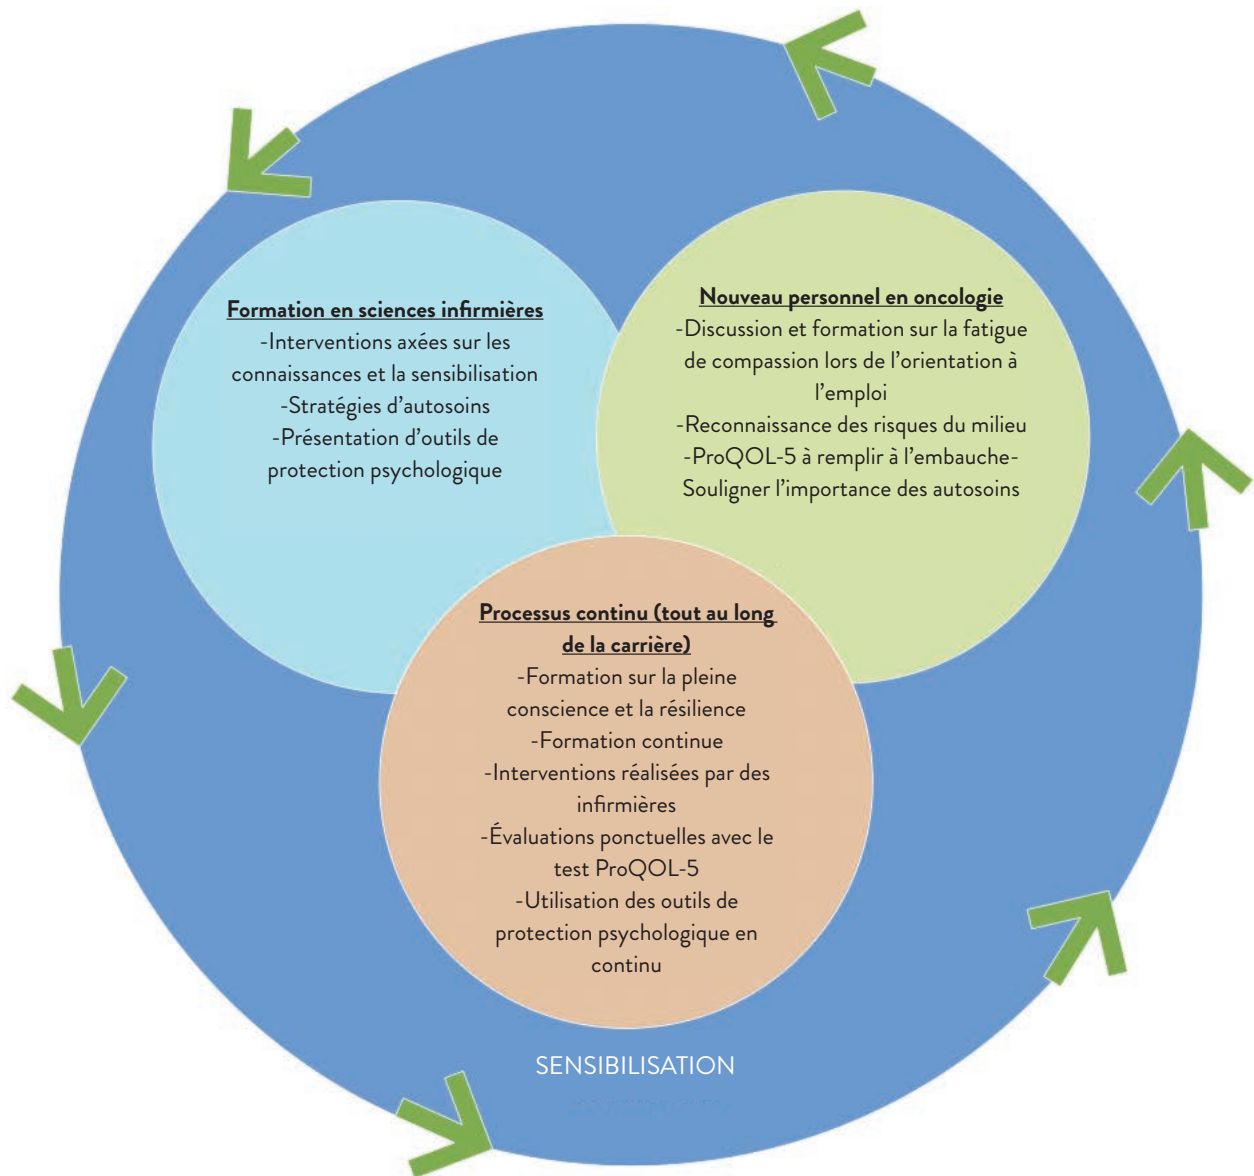 Formation en sciences infirmières
-Interventions axées sur les
connaissances et la sensibilisation
-Stratégies d'autosoins
-Présentation d'outils de
protection psychologique
Nouveau personnel en oncologie
-Discussion et formation sur la fatigue
de compassion lors de l'orientation à
l'emploi
-Reconnaissance des risques du milieu
-ProQOL-5 à remplir à l'embauche-
Souligner l'importance des autosoins
Processus continu (tout au long
de la carrière)
-Formation sur la pleine
conscience et la résilience
-Formation continue
-Interventions réalisées par des
infirmières
-Évaluations ponctuelles avec le
test ProQOL-5
-Utilisation des outils de
protection psychologique en
continu
SENSIBILISATION